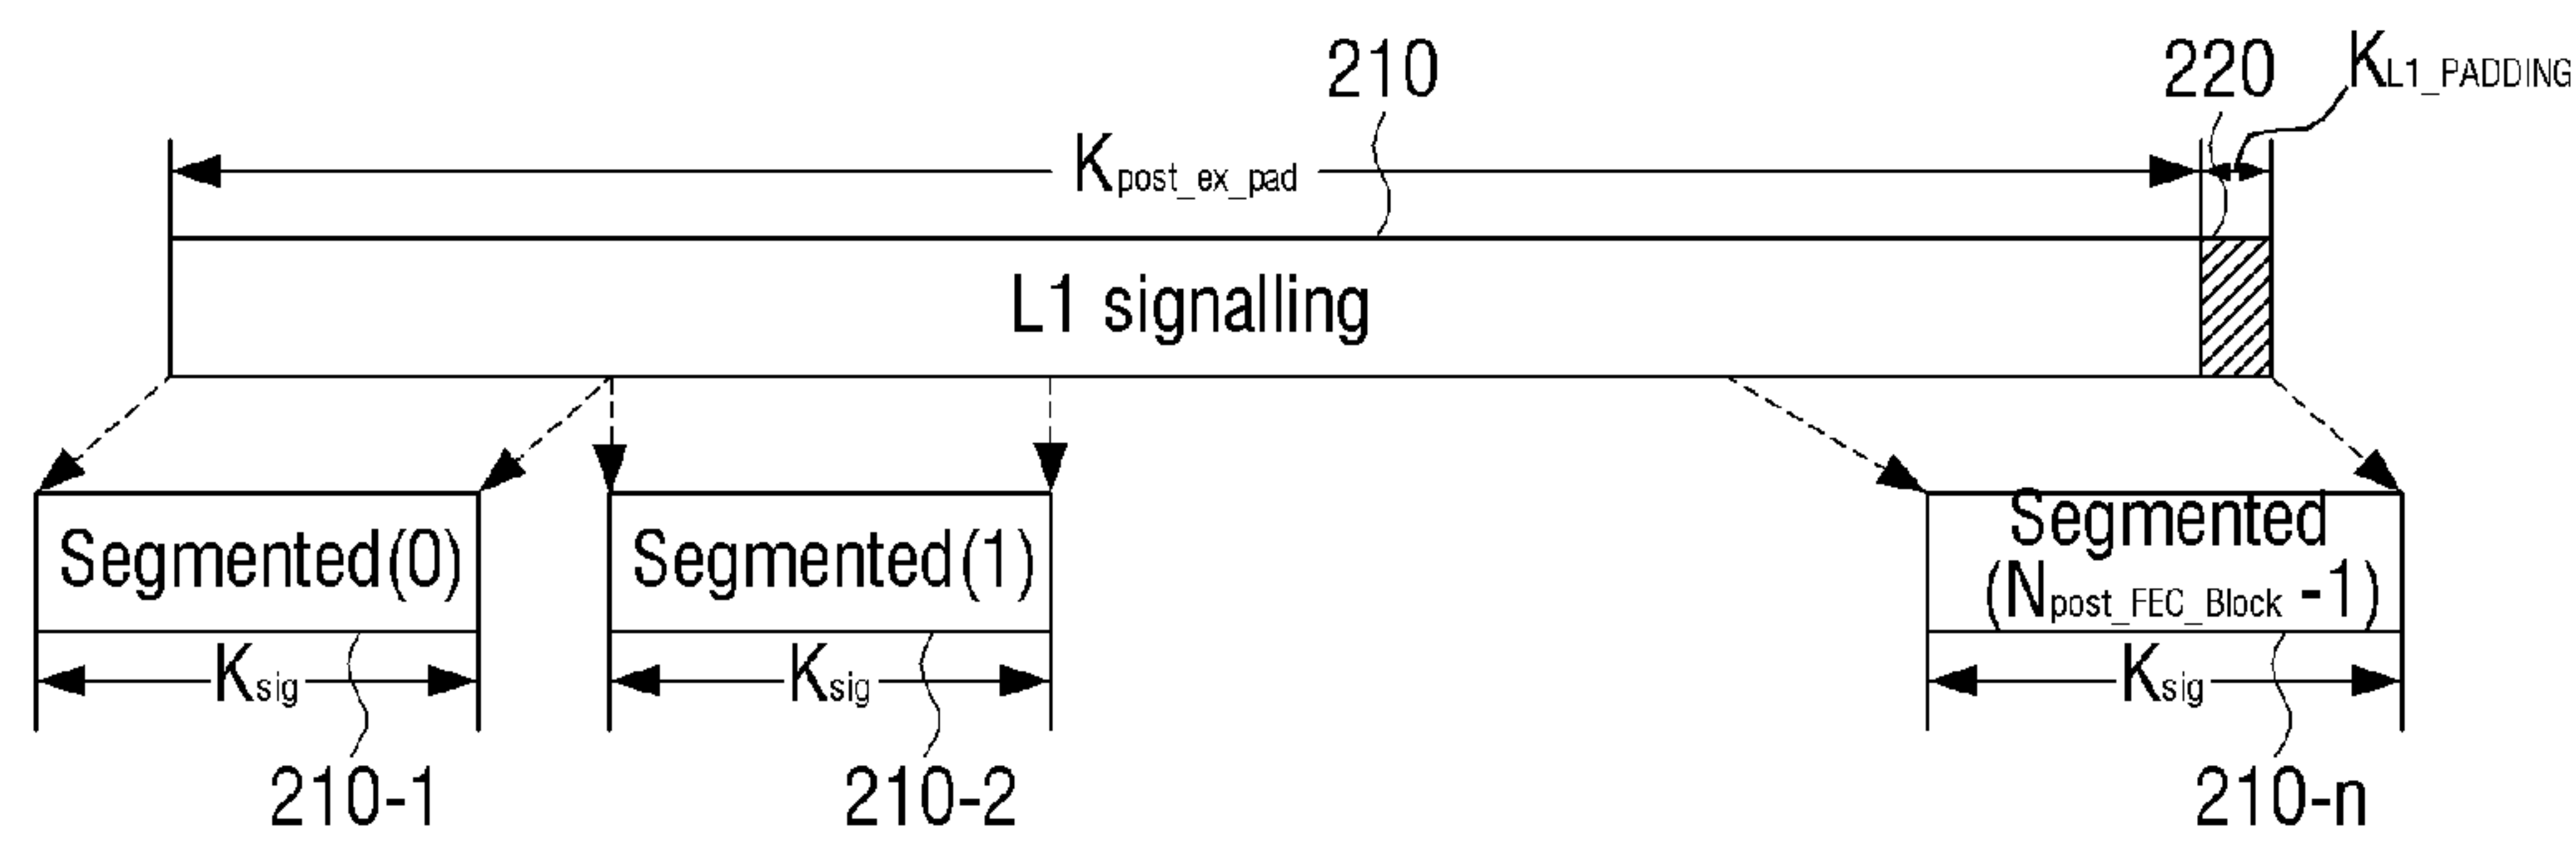 210
220
KL1_PADDING
Kpost_ex_pad
L1 signalling
Segmented(0)
Segmented(1)
Segmented
(Npost_FEC_Block -1)
Ksig
Ksig
Ksig
210-1
210-2
210-n